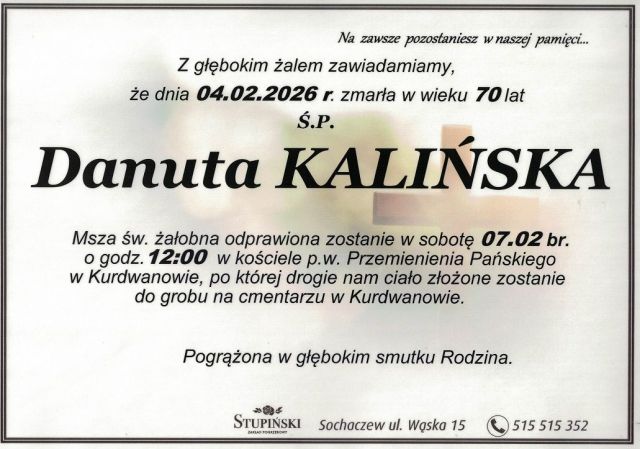 Na zawsze pozostaniesz w naszej pamięci...
Z głębokim żalem zawiadamiamy,
że dnia 04.02.2026 r. zmarła w wieku 70 lat
Ś.P.
Danuta KALIŃSKA
Msza św. żałobna odprawiona zostanie w sobotę 07.02 br.
o godz. 12:00 w kościele p.w. Przemienienia Pańskiego
w Kurdwanowie, po której drogie nam ciało złożone zostanie
do grobu na cmentarzu w Kurdwanowie.
Pogrążona w głębokim smutku Rodzina.
STUPIŃSKI
ZAKŁAD POGRZEBOWY
Sochaczew ul. Wąska 15
515 515 352